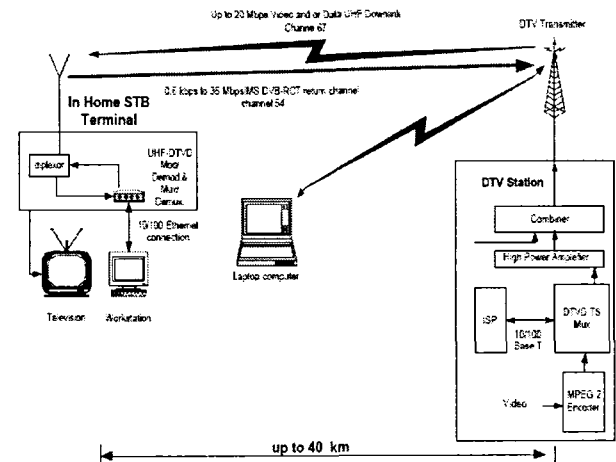 Up to 20 Mbps Video and or Data UHF Downlink
Channel 67
DTV Transmitter
0.6 kbps to 36 Mbps/MS DVB-RCT return channel
channel 54
In Home STB
Terminal
diplexor
UHF-DTVD
Mod/
Demod &
Mux/
Demux.
10/100 Ethernet
connection
Television
Workstation
Laptop computer
DTV Station
Combiner
High Power Amplifier
ISP
10/100
Base T
DTVD TS
Mux
Video
MPEG 2
Encoder
up to 40 km